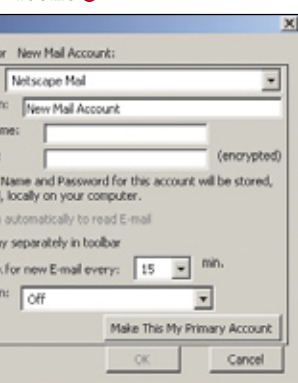 or New Mail Account:
Netscape Mail
n: New Mail Account
me:
(encrypted)
Name and Password for this account will be stored,
, locally on your computer.
automatically to read E-mail
y separately in toolbar
k for new E-mail every: 15 min.
n: Off
Make This My Primary Account
OK Cancel